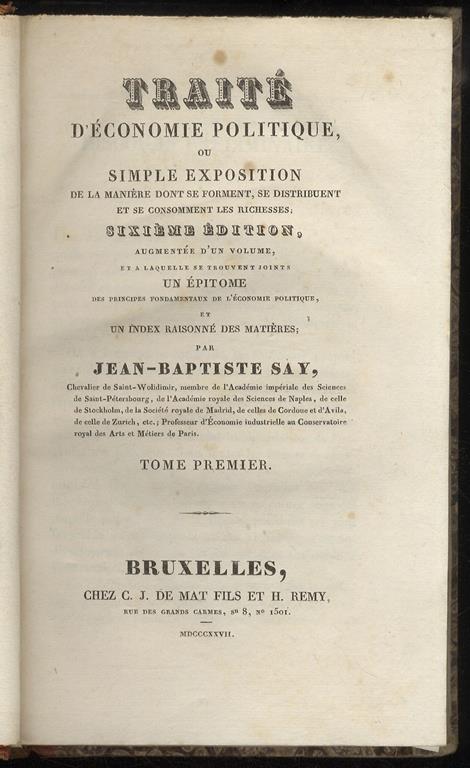 TRAITÉ
D'ÉCONOMIE POLITIQUE,
OU
SIMPLE EXPOSITION
DE LA MANIÈRE DONT SE FORMENT, SE DISTRIBUENT
ET SE CONSOMMENT LES RICHESSES;
SIXIÈME ÉDITION,
AUGMENTÉE D'UN VOLUME,
ET A LAQUELLE SE TROUVENT JOINTS
UN ÉPITOME
DES PRINCIPES FONDAMENTAUX DE L'ÉCONOMIE POLITIQUE,
ET
UN INDEX RAISONNÉ DES MATIÈRES;
PAR
JEAN-BAPTISTE SAY,
Chevalier de Saint-Wolidimir, membre de l'Académie impériale des Sciences
de Saint-Pétersbourg, de l'Académie royale des Sciences de Naples, de celle
de Stockholm, de la Société royale de Madrid, de celles de Cordoue et d'Avila,
de celle de Zurich, etc.; Professeur d'Économie industrielle au Conservatoire
royal des Arts et Métiers de Paris.
TOME PREMIER.
BRUXELLES,
CHEZ C. J. DE MAT FILS ET H. REMY,
RUE DES GRANDS CARMES, Sn 8, No 1501.
MDCCCXXVII.